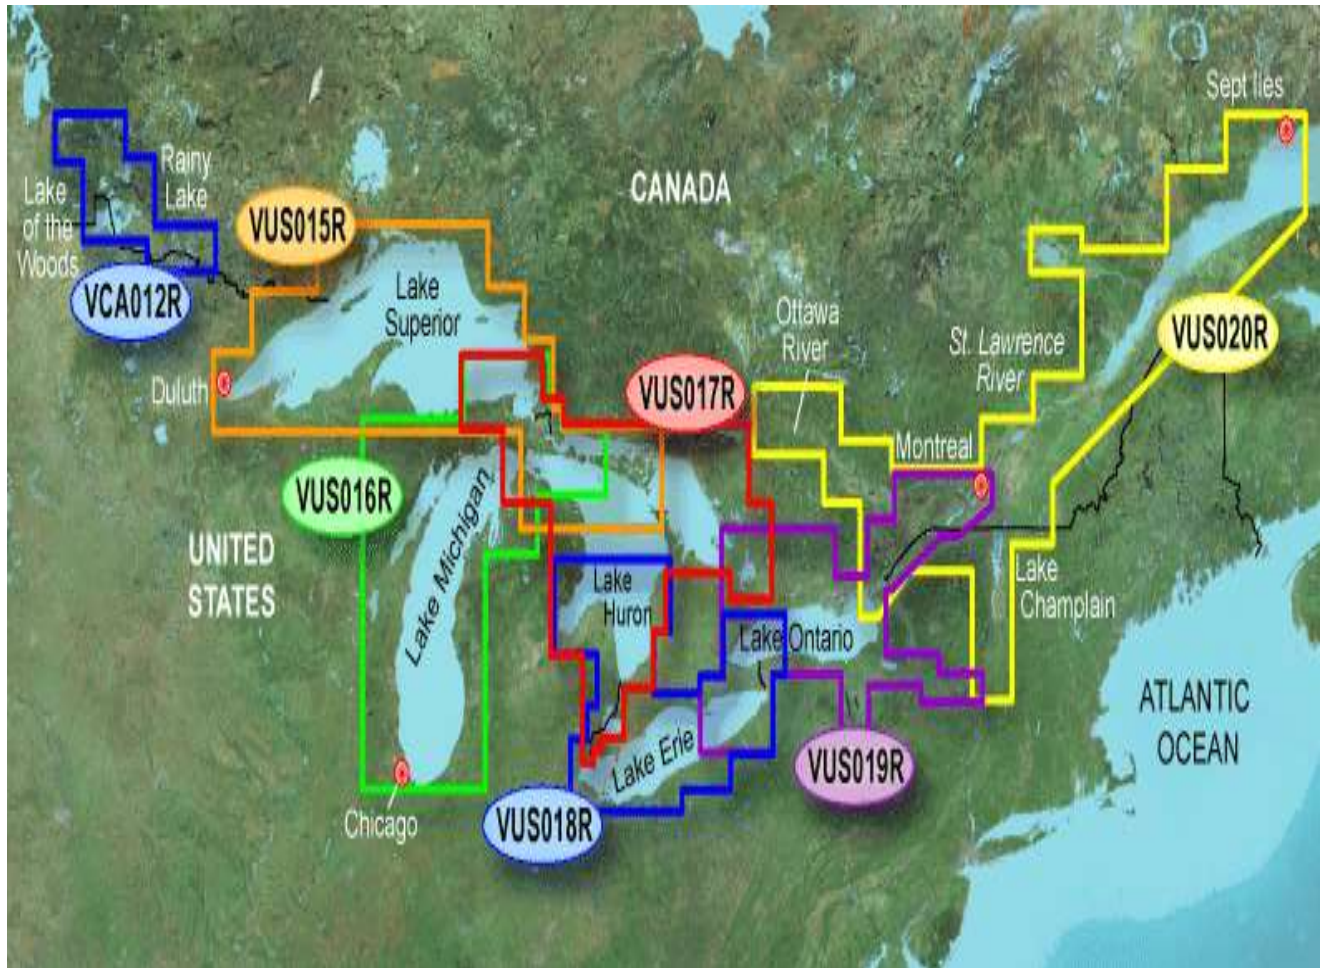 Sept Iles
Rainy
Lake
CANADA
Lake
of the
Woods
VUS015R
VCA012R
Lake
Superior
Ottawa
River
St. Lawrence
River
VUS020R
Duluth
VUS017R
Montreal
VUS016R
Lake Michigan
UNITED
STATES
Lake
Huron
Lake
Champlain
Lake Ontario
ATLANTIC
OCEAN
Lake Erie
VUS019R
Chicago
VUS018R